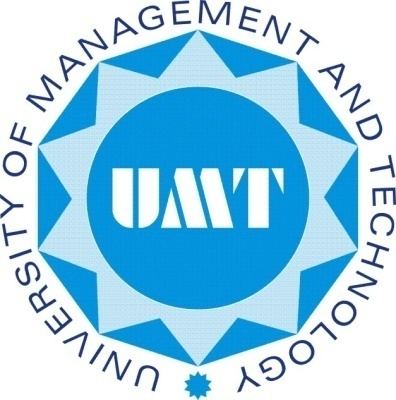 UNIVERSITY OF MANAGEMENT AND TECHNOLOGY
UMT